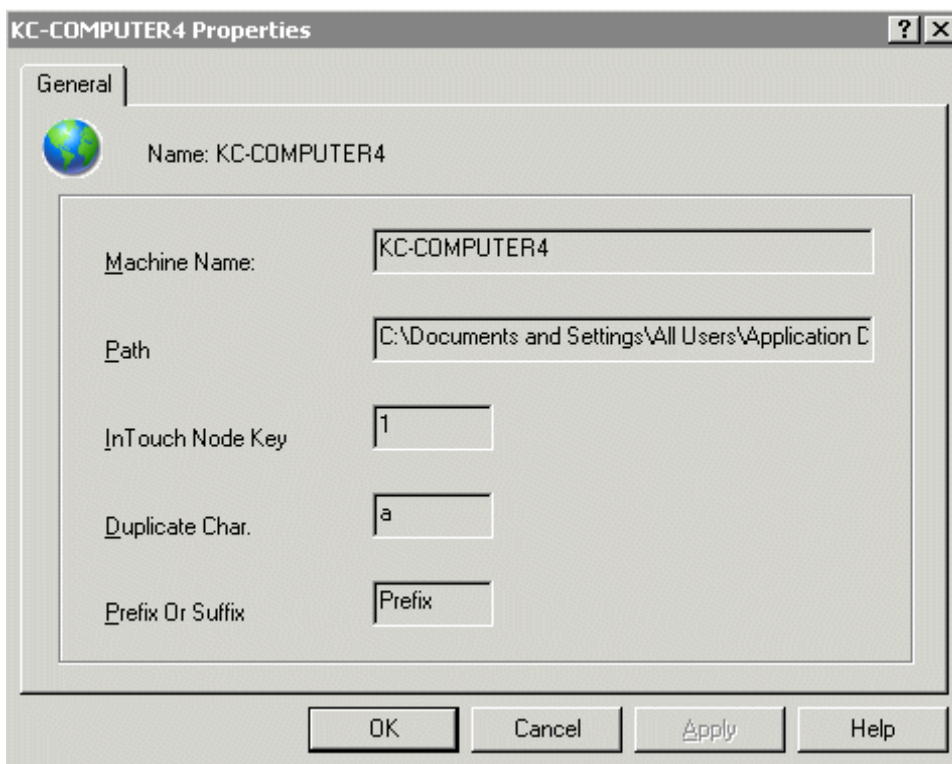 KC-COMPUTER4 Properties
General
Name: KC-COMPUTER4
Machine Name: KC-COMPUTER4
Path C:\Documents and Settings\All Users\Application D
InTouch Node Key 1
Duplicate Char. a
Prefix Or Suffix Prefix
OK Cancel Apply Help